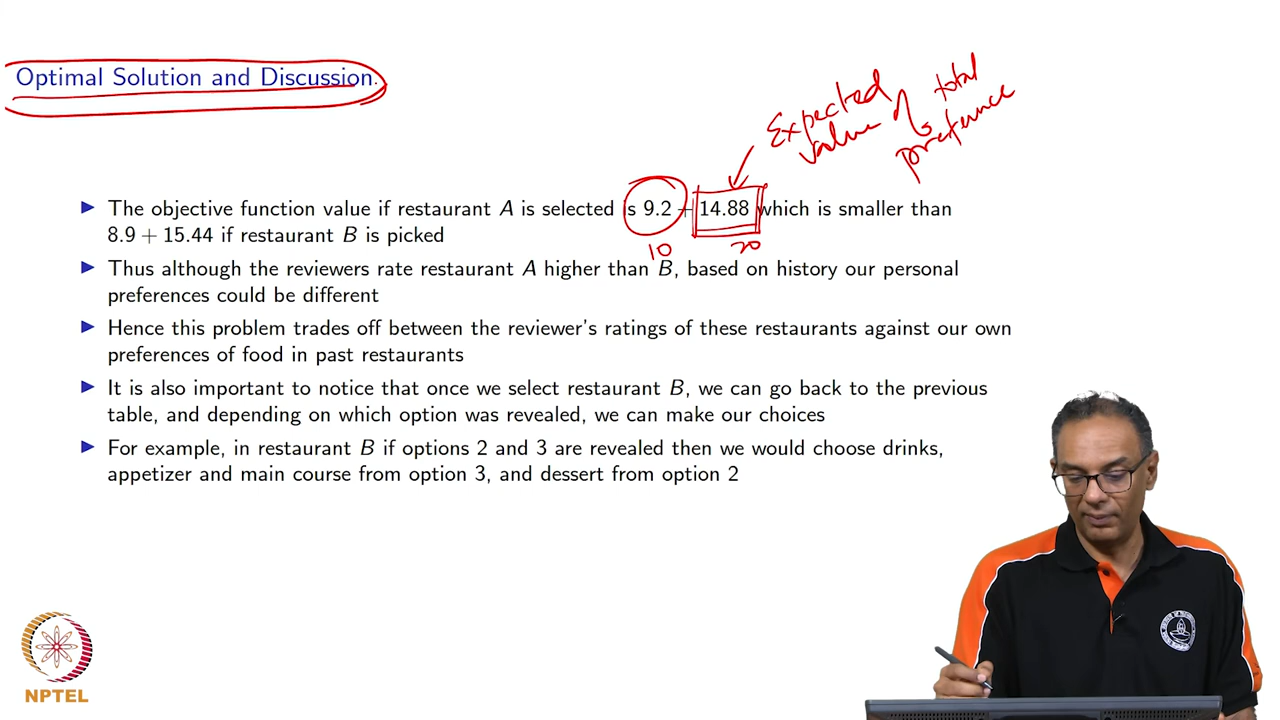 Optimal Solution and Discussion.
Expected
value of total
preference
▶ The objective function value if restaurant A is selected is 9.2 + 14.88 which is smaller than
8.9 + 15.44 if restaurant B is picked
10 20
▶ Thus although the reviewers rate restaurant A higher than B, based on history our personal
preferences could be different
▶ Hence this problem trades off between the reviewer's ratings of these restaurants against our own
preferences of food in past restaurants
▶ It is also important to notice that once we select restaurant B, we can go back to the previous
table, and depending on which option was revealed, we can make our choices
▶ For example, in restaurant B if options 2 and 3 are revealed then we would choose drinks,
appetizer and main course from option 3, and dessert from option 2
NPTEL